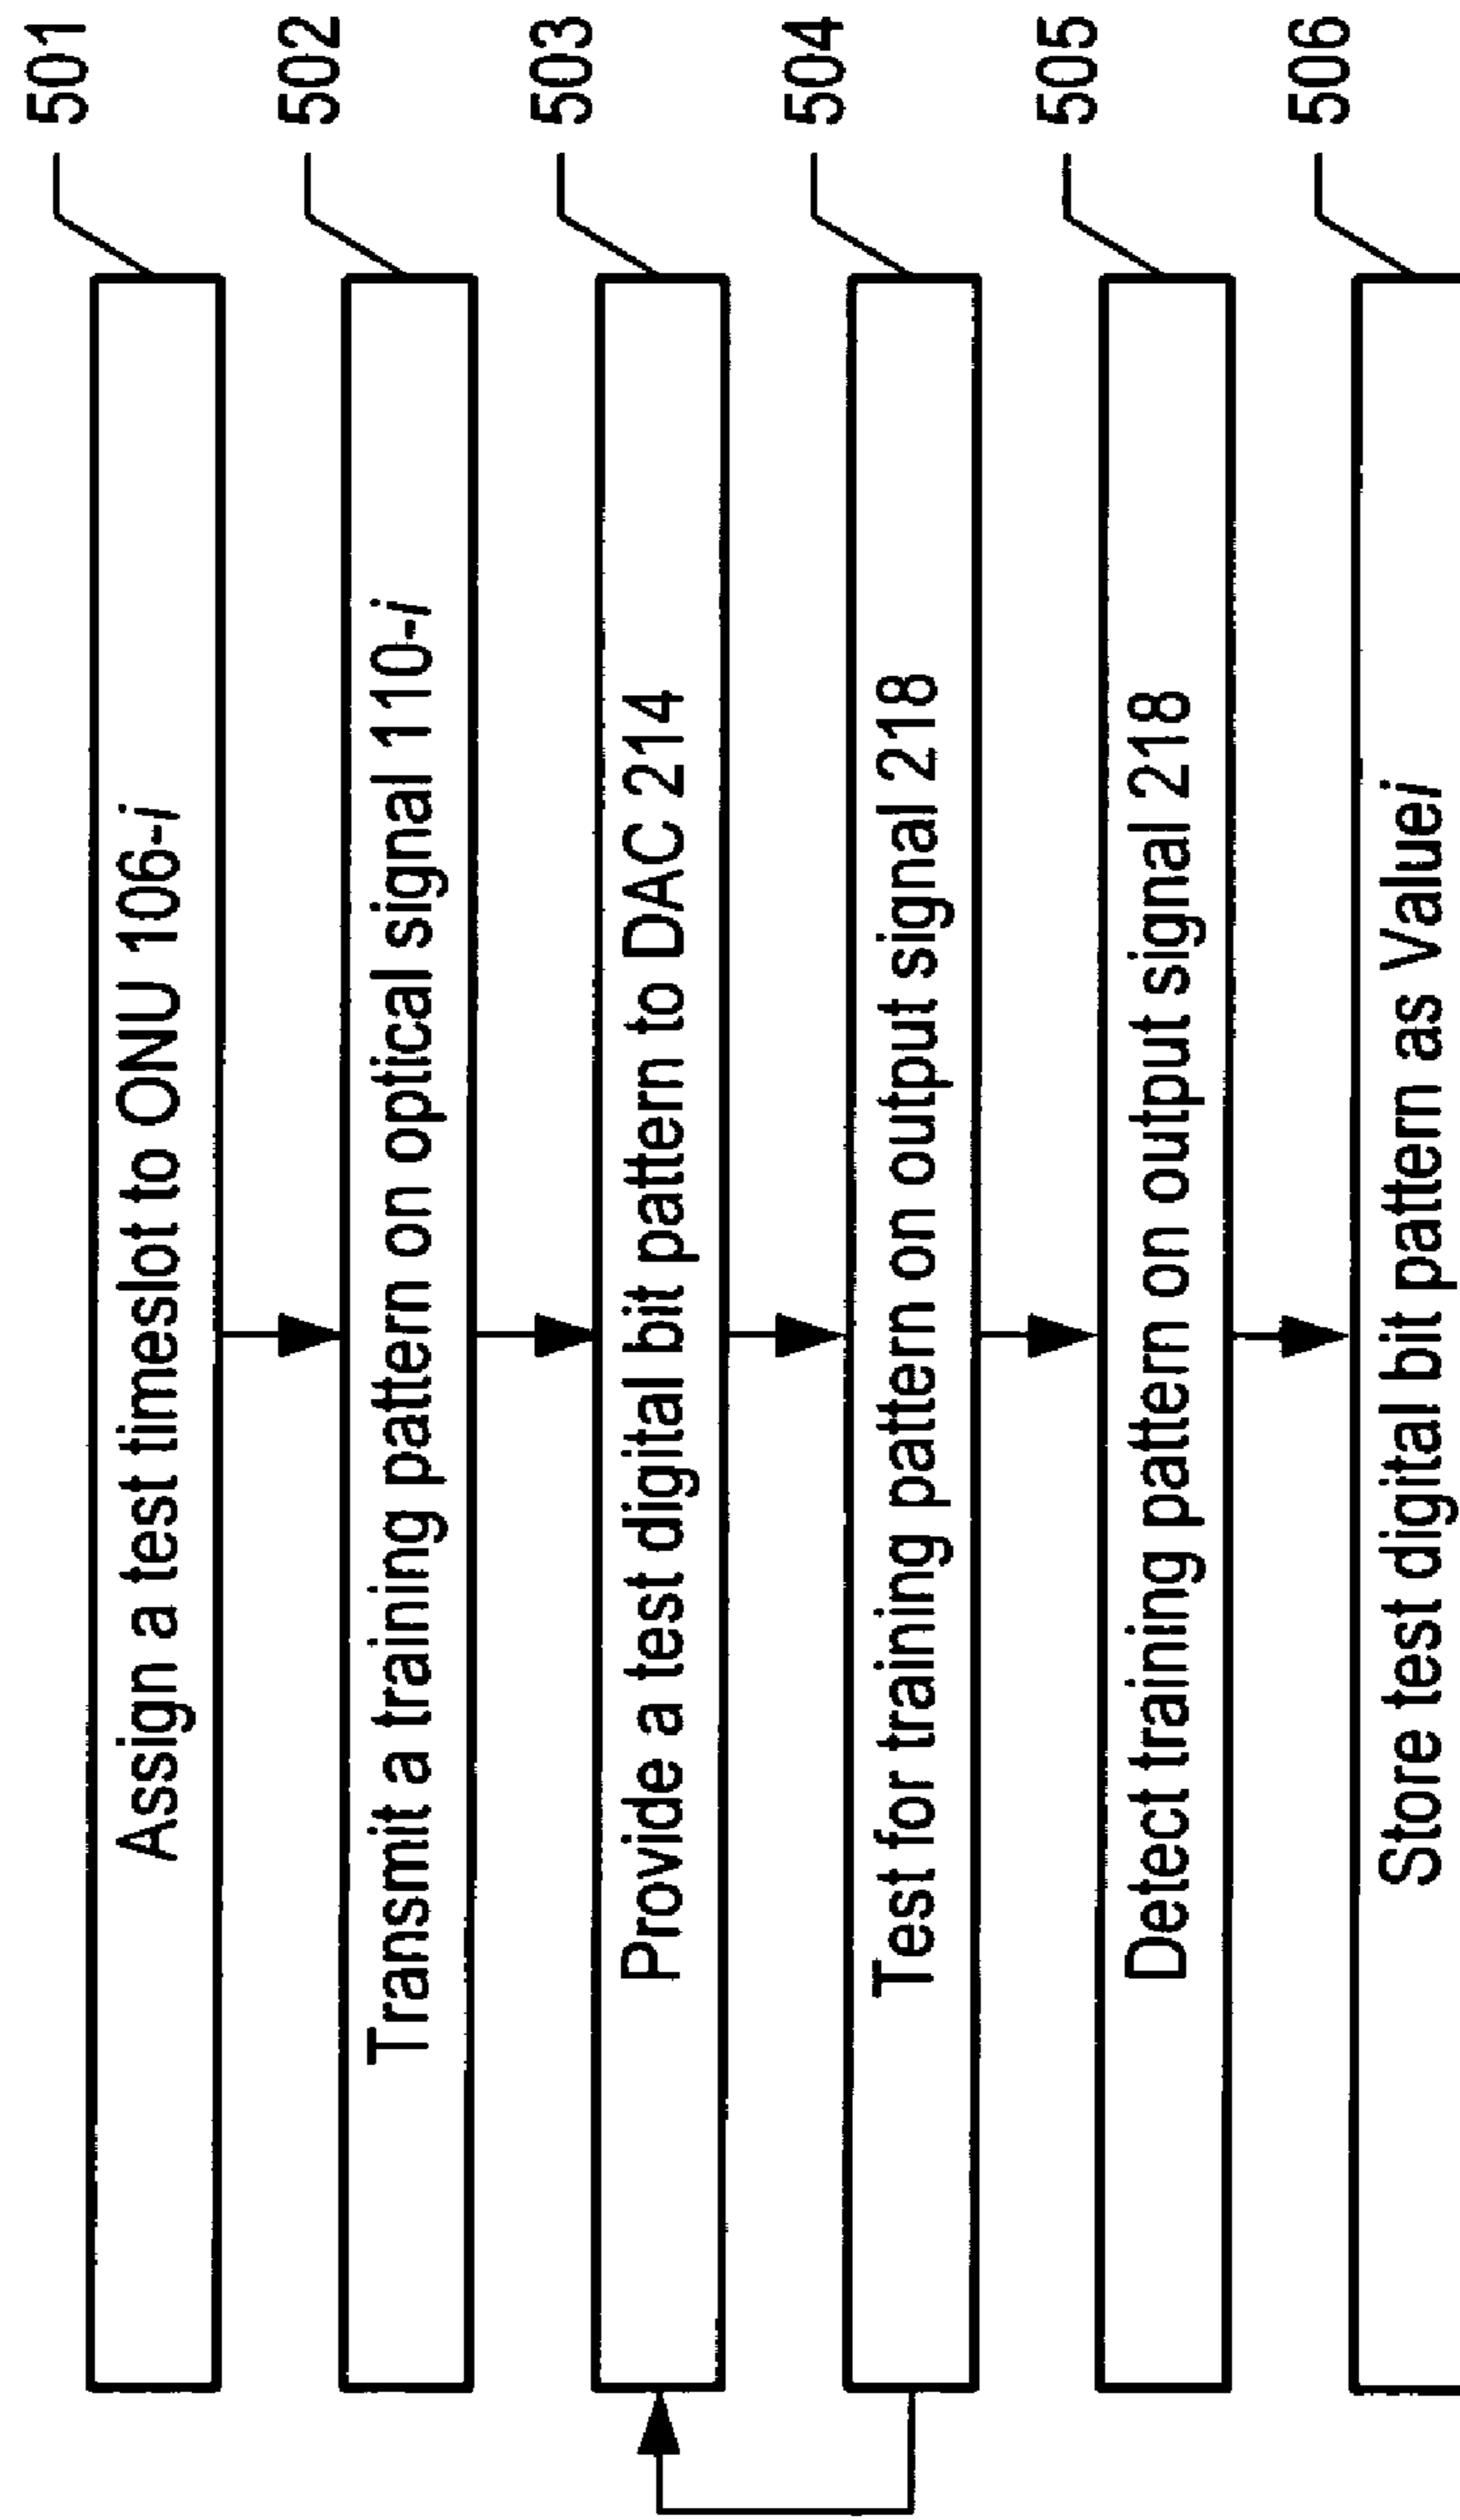 501
Assign a test timeslot to ONU 106-i
502
Transmit a training pattern on optical signal 110-i
503
Provide a test digital bit pattern to DAC 214
504
Test for training pattern on output signal 218
505
Detect training pattern on output signal 218
506
Store test digital bit pattern as Valuei